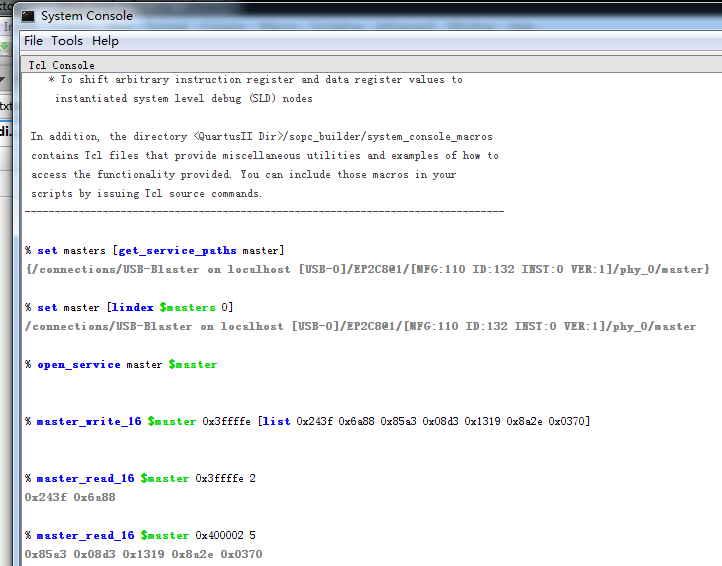 System Console
File Tools Help
Tcl Console
* To shift arbitrary instruction register and data register values to
instantiated system level debug (SLD) nodes
In addition, the directory <QuartusII Dir>/sopc_builder/system_console_macros
contains Tcl files that provide miscellaneous utilities and examples of how to
access the functionality provided. You can include those macros in your
scripts by issuing Tcl source commands.
--------------------------------------------------------------------------------
% set masters [get_service_paths master]
{/connections/USB-Blaster on localhost [USB-0]/EP2C8@1/[MFG:110 ID:132 INST:0 VER:1]/phy_0/master}
% set master [lindex $masters 0]
/connections/USB-Blaster on localhost [USB-0]/EP2C8@1/[MFG:110 ID:132 INST:0 VER:1]/phy_0/master
% open_service master $master
% master_write_16 $master 0x3ffffe [list 0x243f 0x6a88 0x85a3 0x08d3 0x1319 0x8a2e 0x0370]
% master_read_16 $master 0x3ffffe 2
0x243f 0x6a88
% master_read_16 $master 0x400002 5
0x85a3 0x08d3 0x1319 0x8a2e 0x0370